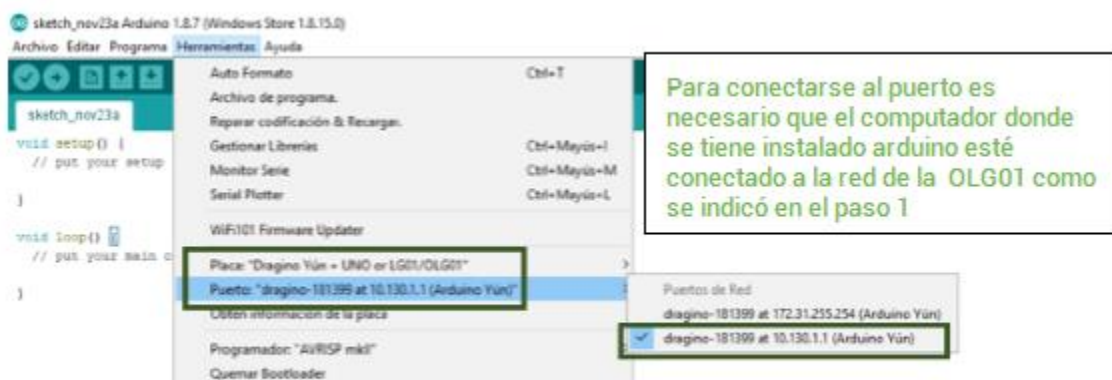 sketch_nov23a Arduino 1.8.7 (Windows Store 1.8.15.0)
Archivo Editar Programa Herramientas Ayuda
sketch_nov23a
void setup() {
// put your setup
}
void loop() {
// put your main c
}
Auto Formato Ctrl+T
Archivo de programa.
Reparar codificación & Recargar.
Gestionar Librerías Ctrl+Mayús+I
Monitor Serie Ctrl+Mayús+M
Serial Plotter Ctrl+Mayús+L
WiFi101 Firmware Updater
Placa: "Dragino Yún + UNO or LG01/OLG01"
Puerto: "dragino-181399 at 10.130.1.1 (Arduino Yún)"
Obtén información de la placa
Programador: "AVRISP mkII"
Quemar Bootloader
Puertos de Red
dragino-181399 at 172.31.255.254 (Arduino Yún)
dragino-181399 at 10.130.1.1 (Arduino Yún)
Para conectarse al puerto es
necesario que el computador donde
se tiene instalado arduino esté
conectado a la red de la OLG01 como
se indicó en el paso 1